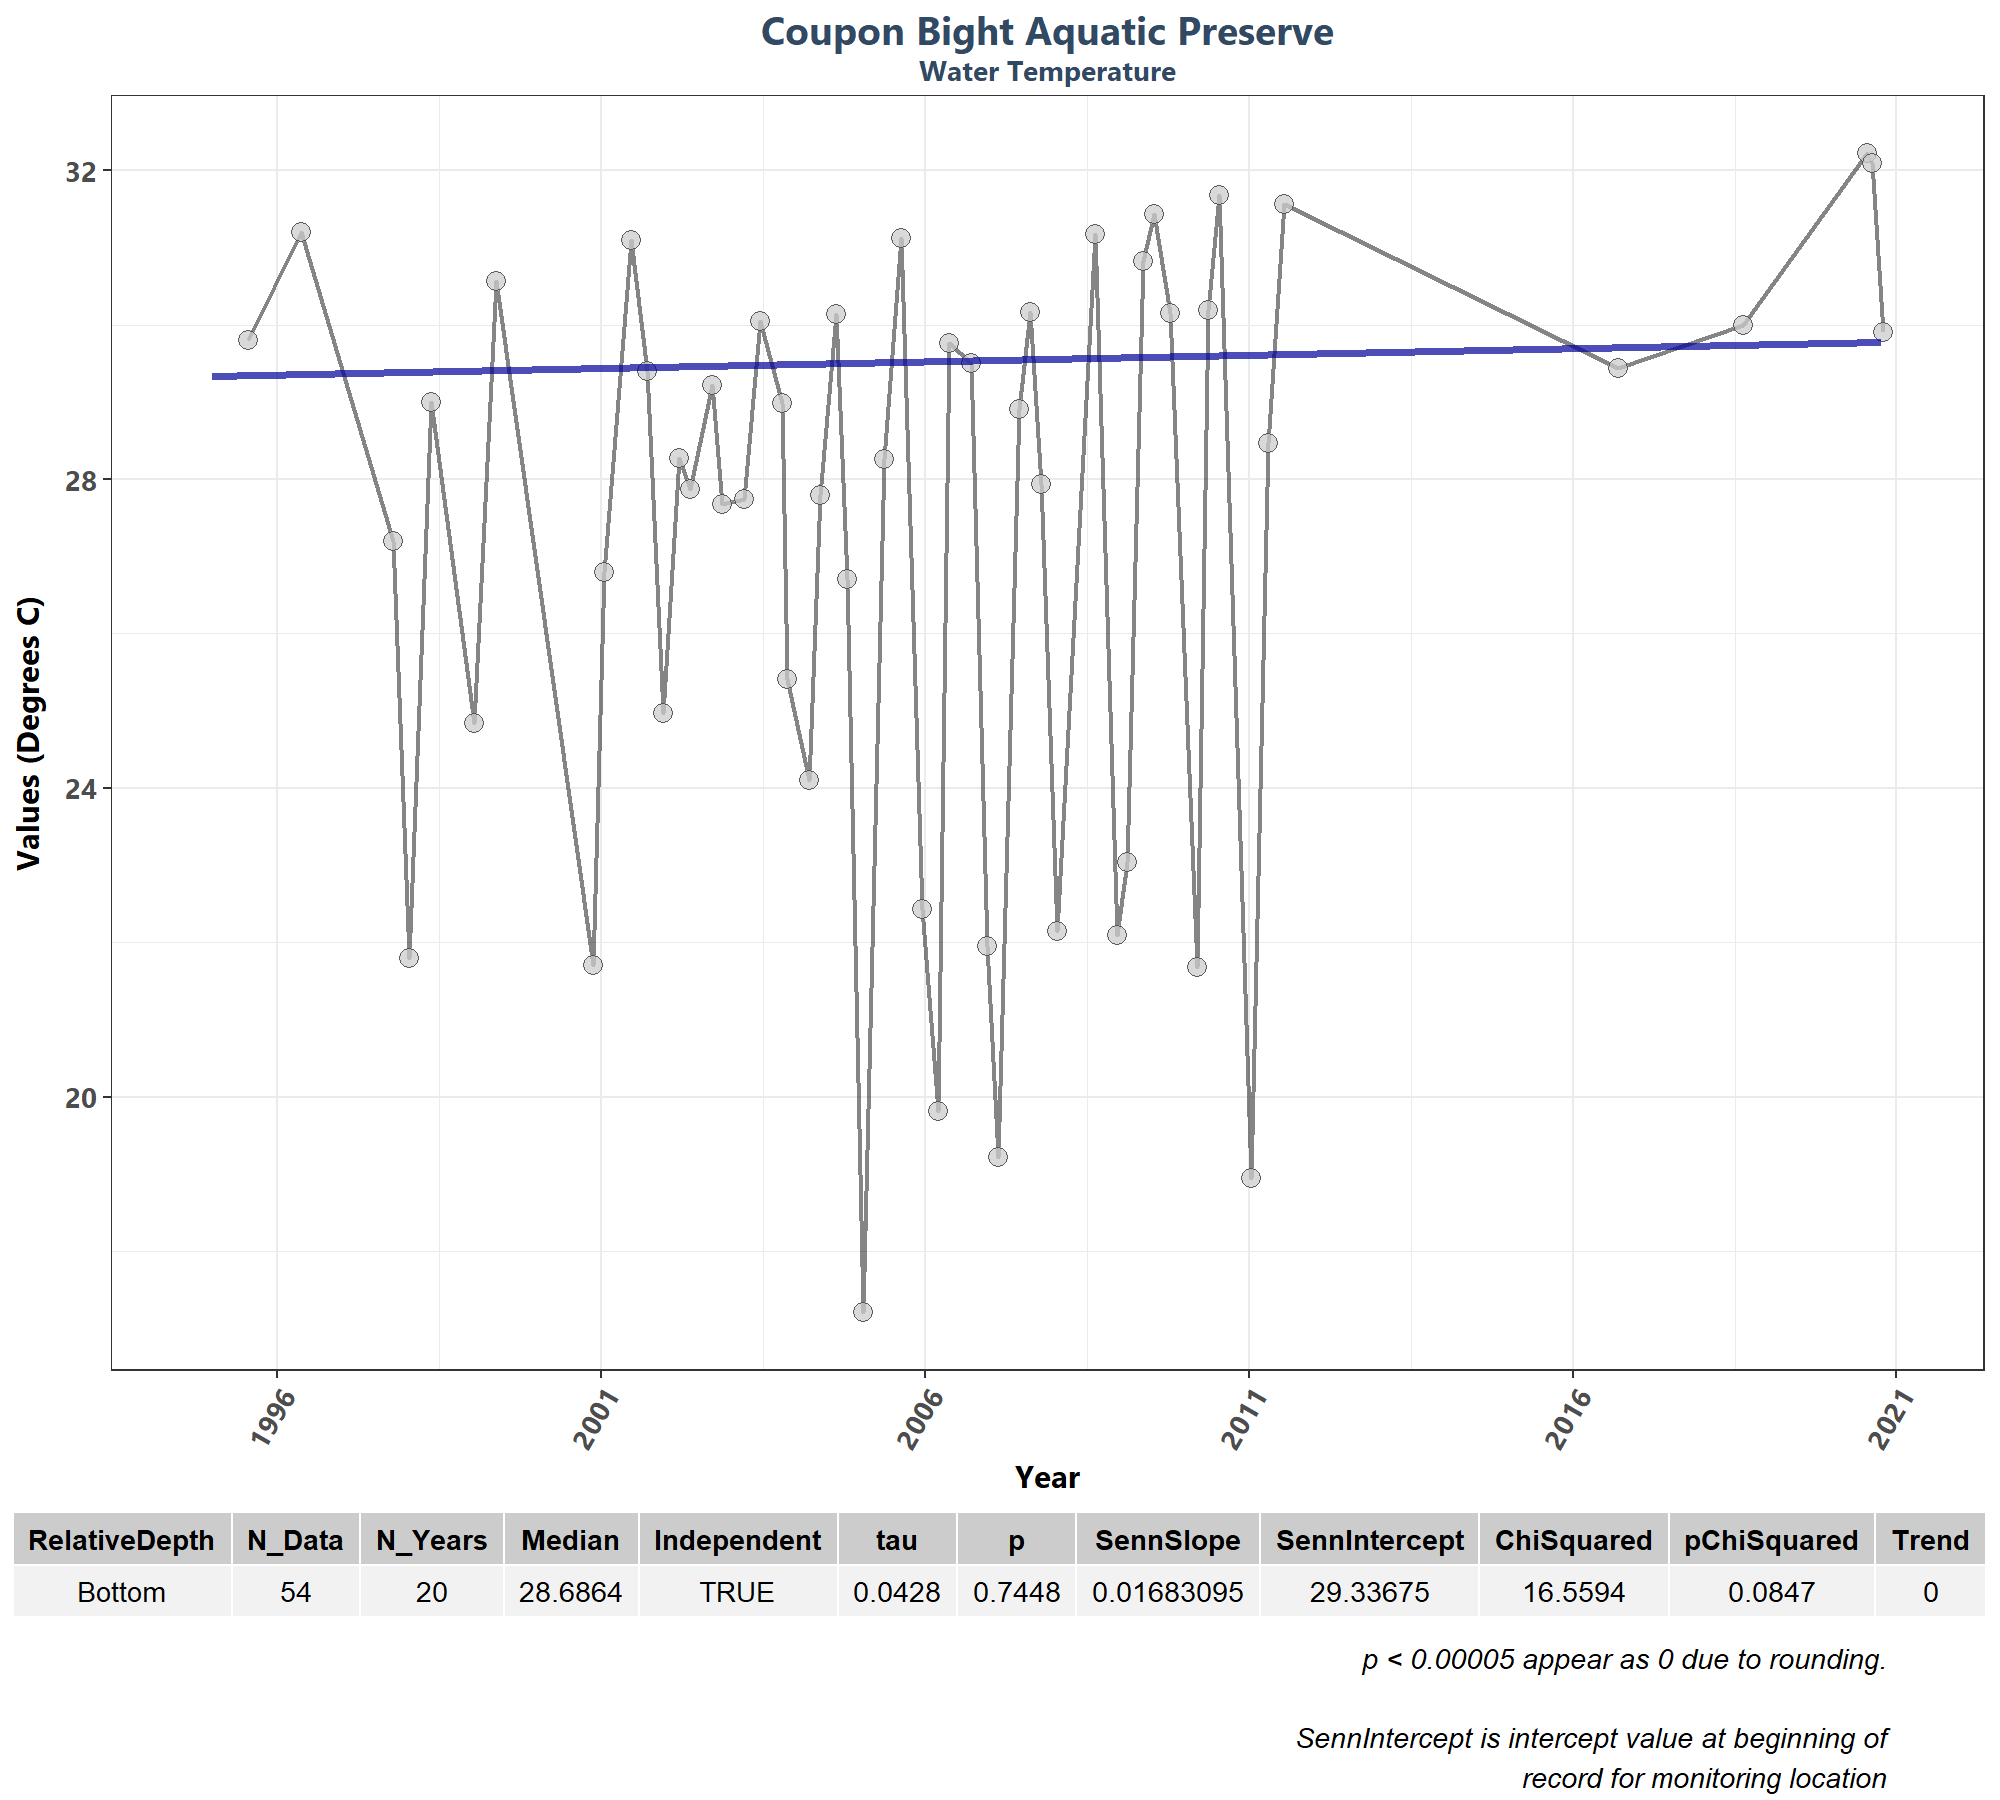 Coupon Bight Aquatic Preserve
Water Temperature
32
28
24
20
Values (Degrees C)
1996
2001
2006
2011
2016
2021
Year
RelativeDepth N_Data N_Years Median Independent tau p SennSlope SennIntercept ChiSquared pChiSquared Trend
Bottom 54 20 28.6864 TRUE 0.0428 0.7448 0.01683095 29.33675 16.5594 0.0847 0
p < 0.00005 appear as 0 due to rounding.
SennIntercept is intercept value at beginning of
record for monitoring location